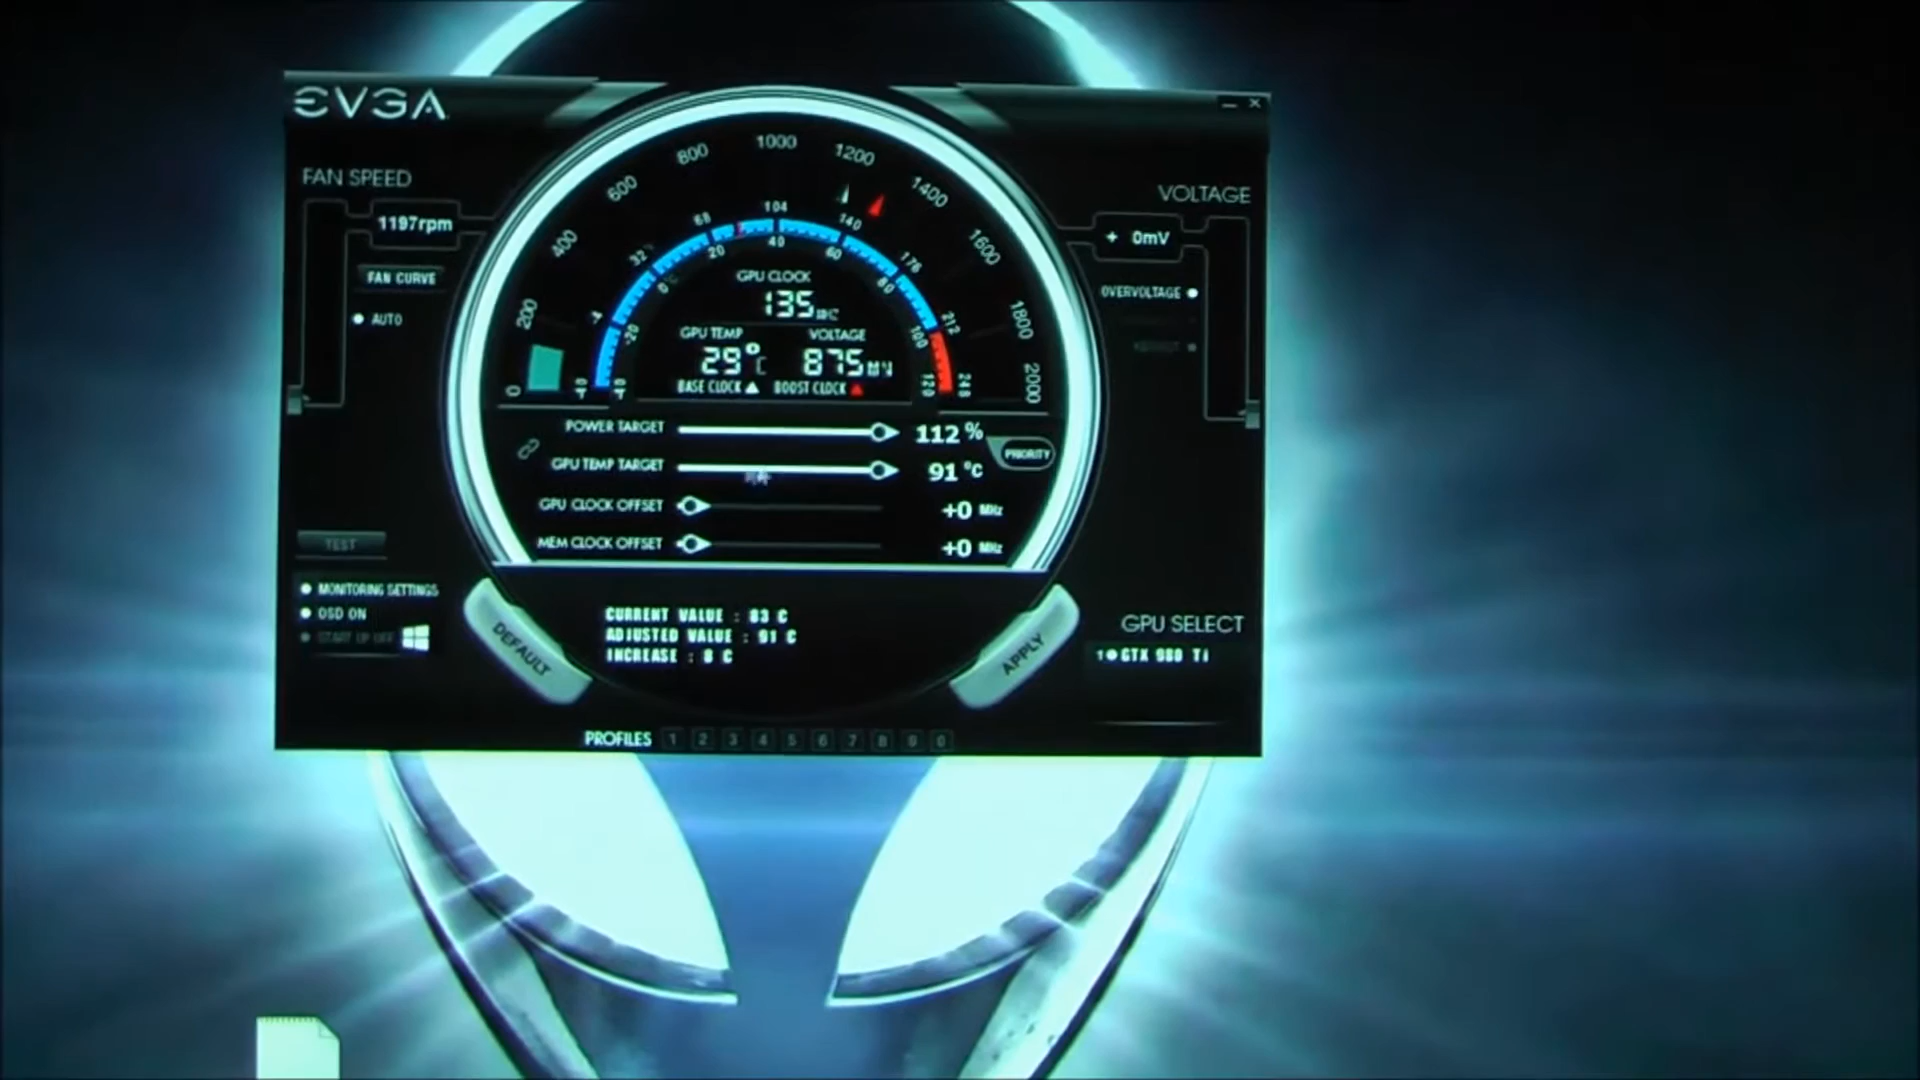 EVGA
FAN SPEED
1197rpm
FAN CURVE
AUTO
VOLTAGE
+ 0mV
OVERVOLTAGE
0 200 400 600 800 1000 1200 1400 1600 1800 2000
32 68 104 140 176 212 248
-40 -20 0°C 20 40 60 80 100 120
GPU CLOCK
135
GPU TEMP VOLTAGE
29°C 875MV
BASE CLOCK BOOST CLOCK
POWER TARGET 112 %
PRIORITY
GPU TEMP TARGET 91 °C
GPU CLOCK OFFSET +0 MHz
MEM CLOCK OFFSET +0 MHz
TEST
MONITORING SETTINGS
OSD ON
START UP OFF
DEFAULT
CURRENT VALUE : 83 C
ADJUSTED VALUE : 91 C
INCREASE : 8 C
APPLY
GPU SELECT
1 GTX 980 Ti
PROFILES 1 2 3 4 5 6 7 8 9 0